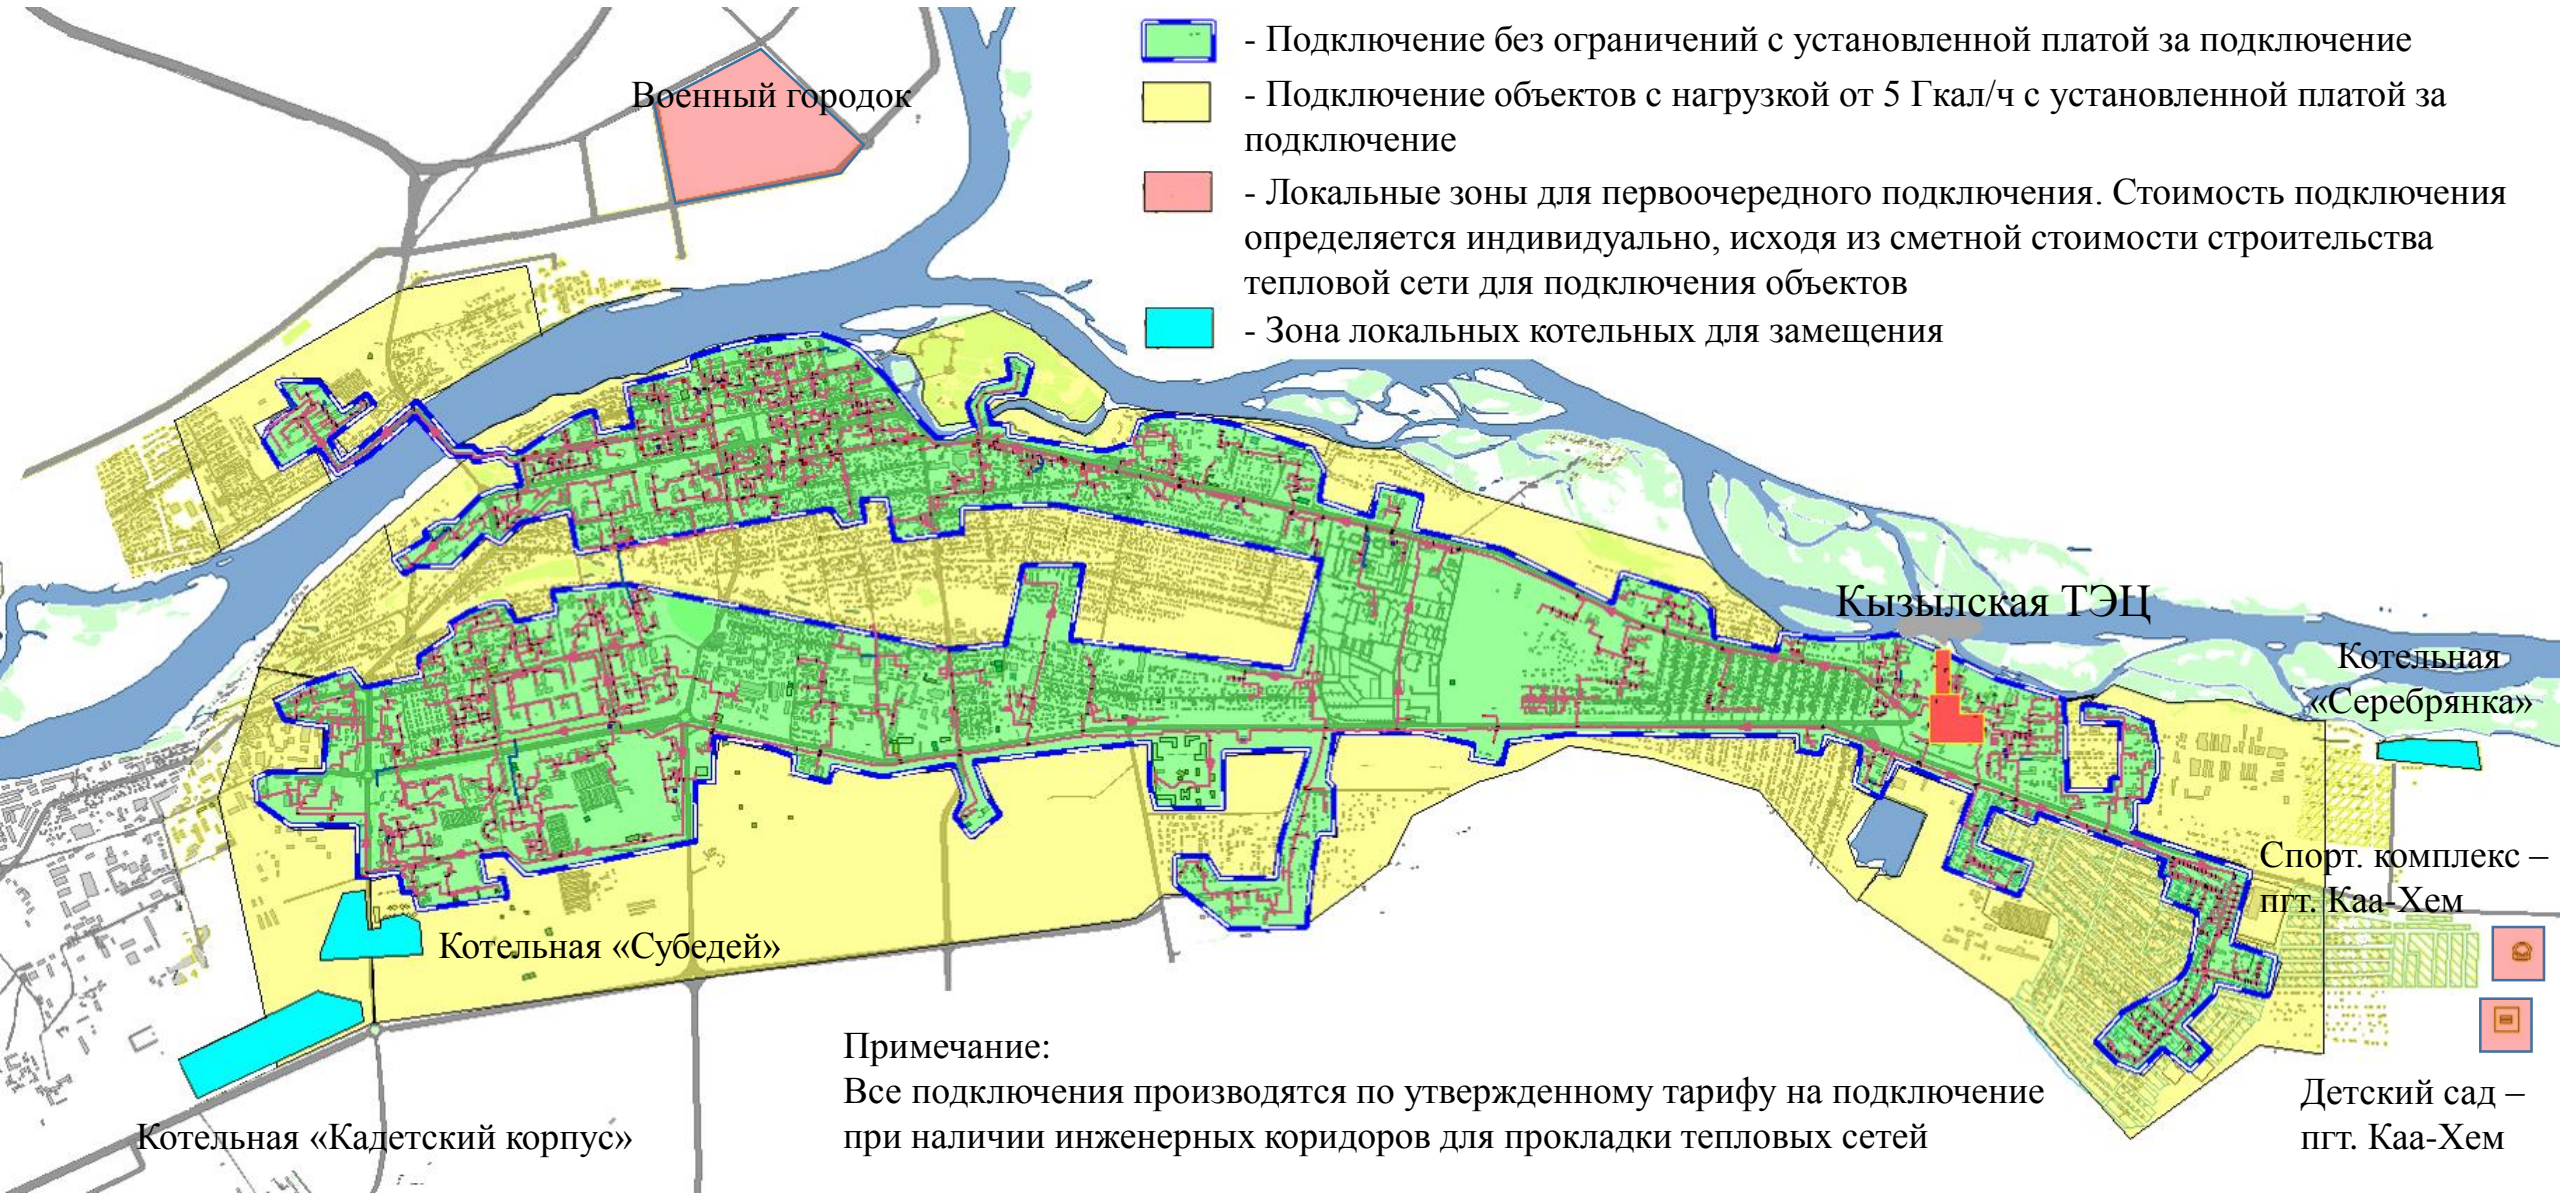 - Подключение без ограничений с установленной платой за подключение
- Подключение объектов с нагрузкой от 5 Гкал/ч с установленной платой за
подключение
- Локальные зоны для первоочередного подключения. Стоимость подключения
определяется индивидуально, исходя из сметной стоимости строительства
тепловой сети для подключения объектов
- Зона локальных котельных для замещения
Военный городок
Кызылская ТЭЦ
Котельная
«Серебрянка»
Спорт. комплекс –
пгт. Каа-Хем
Котельная «Субедей»
Детский сад –
пгт. Каа-Хем
Котельная «Кадетский корпус»
Примечание:
Все подключения производятся по утвержденному тарифу на подключение
при наличии инженерных коридоров для прокладки тепловых сетей